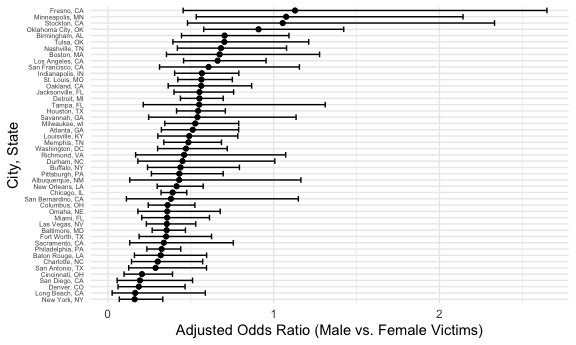 City, State
Fresno, CA
Minneapolis, MN
Stockton, CA
Oklahoma City, OK
Birmingham, AL
Tulsa, OK
Nashville, TN
Boston, MA
Los Angeles, CA
San Francisco, CA
Indianapolis, IN
St. Louis, MO
Oakland, CA
Jacksonville, FL
Detroit, MI
Tampa, FL
Houston, TX
Savannah, GA
Milwaukee, wI
Atlanta, GA
Louisville, KY
Memphis, TN
Washington, DC
Richmond, VA
Durham, NC
Buffalo, NY
Pittsburgh, PA
Albuquerque, NM
New Orleans, LA
Chicago, IL
San Bernardino, CA
Columbus, OH
Omaha, NE
Miami, FL
Las Vegas, NV
Baltimore, MD
Fort Worth, TX
Sacramento, CA
Philadelphia, PA
Baton Rouge, LA
Charlotte, NC
San Antonio, TX
Cincinnati, OH
San Diego, CA
Denver, CO
Long Beach, CA
New York, NY
0 1 2
Adjusted Odds Ratio (Male vs. Female Victims)